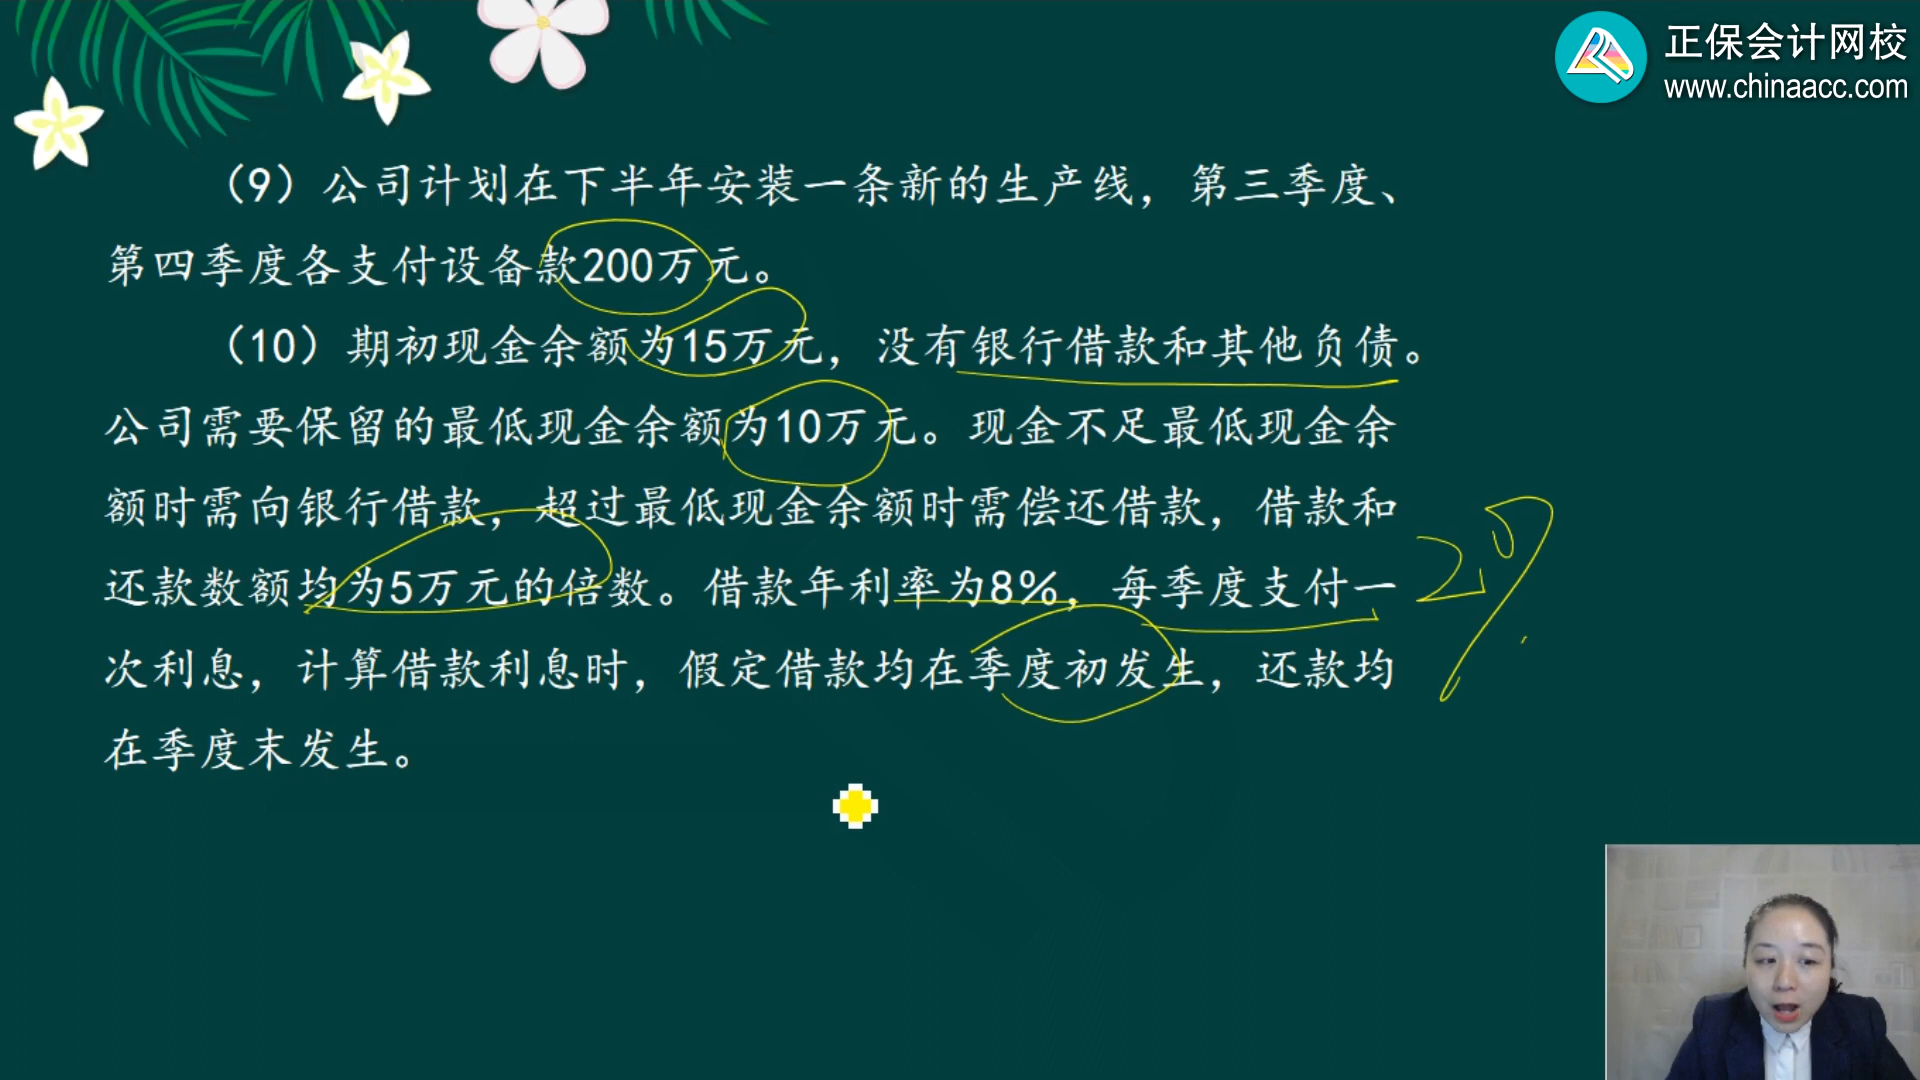 正保会计网校
www.chinaacc.com
（9）公司计划在下半年安装一条新的生产线，第三季度、
第四季度各支付设备款200万元。
（10）期初现金余额为15万元，没有银行借款和其他负债。
公司需要保留的最低现金余额为10万元。现金不足最低现金余
额时需向银行借款，超过最低现金余额时需偿还借款，借款和
还款数额均为5万元的倍数。借款年利率为8%，每季度支付一
次利息，计算借款利息时，假定借款均在季度初发生，还款均
在季度末发生。
2%